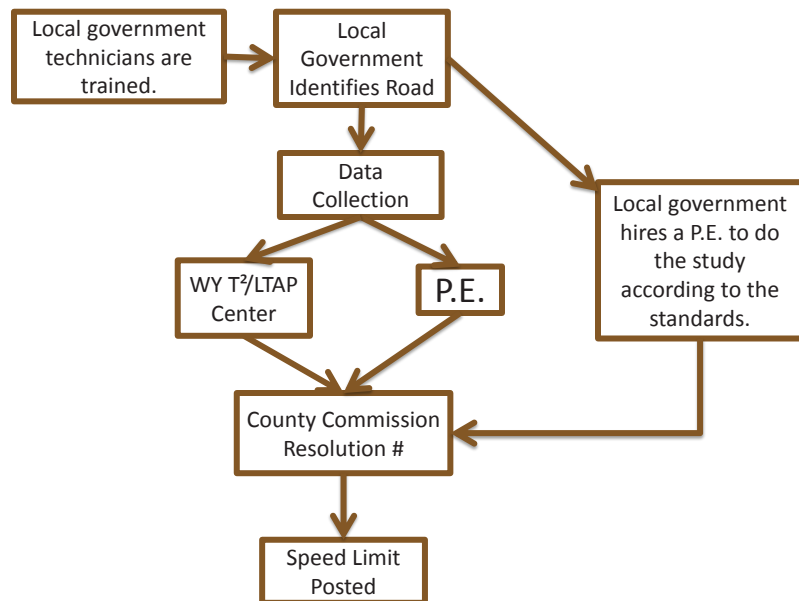 Local government
technicians are
trained.
Local
Government
Identifies Road
Data
Collection
Local government
hires a P.E. to do
the study
according to the
standards.
WY T²/LTAP
Center
P.E.
County Commission
Resolution #
Speed Limit
Posted